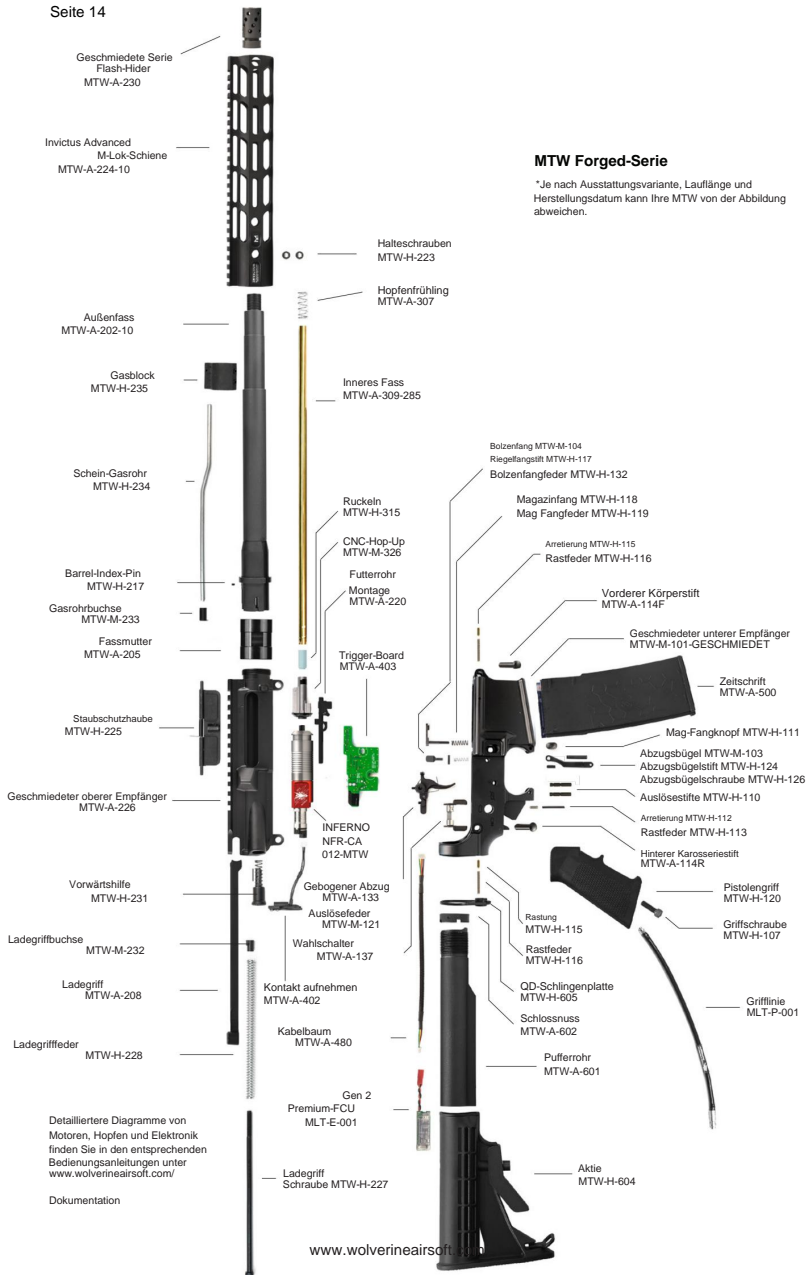 Seite 14
Geschmiedete Serie
Flash-Hider
MTW-A-230
Invictus Advanced
M-Lok-Schiene
MTW-A-224-10
MTW Forged-Serie
*Je nach Ausstattungsvariante, Lauflänge und
Herstellungsdatum kann Ihre MTW von der Abbildung
abweichen.
Halteschrauben
MTW-H-223
Hopfenfrühling
MTW-A-307
Außenfass
MTW-A-202-10
Gasblock
MTW-H-235
Inneres Fass
MTW-A-309-285
Schein-Gasrohr
MTW-H-234
Bolzenfang MTW-M-104
Riegelfangstift MTW-H-117
Bolzenfangfeder MTW-H-132
Magazinfang MTW-H-118
Mag Fangfeder MTW-H-119
Arretierung MTW-H-115
Rastfeder MTW-H-116
Vorderer Körperstift
MTW-A-114F
Geschmiedeter unterer Empfänger
MTW-M-101-GESCHMIEDET
Zeitschrift
MTW-A-500
Ruckeln
MTW-H-315
CNC-Hop-Up
MTW-M-326
Futterrohr
Montage
MTW-A-220
Trigger-Board
MTW-A-403
Barrel-Index-Pin
MTW-H-217
Gasrohrbuchse
MTW-M-233
Fassmutter
MTW-A-205
Staubschutzhaube
MTW-H-225
Geschmiedeter oberer Empfänger
MTW-A-226
Mag-Fangknopf MTW-H-111
Abzugsbügel MTW-M-103
Abzugsbügelstift MTW-H-124
Abzugsbügelschraube MTW-H-126
Auslösestifte MTW-H-110
Arretierung MTW-H-112
Rastfeder MTW-H-113
Hinterer Karosseriestift
MTW-A-114R
Pistolengriff
MTW-H-120
Griffschraube
MTW-H-107
Grifflinie
MLT-P-001
INFERNO
NFR-CA
012-MTW
Vorwärtshilfe
MTW-H-231
Gebogener Abzug
MTW-A-133
Auslösefeder
MTW-M-121
Wahlschalter
MTW-A-137
Rastung
MTW-H-115
Rastfeder
MTW-H-116
QD-Schlingenplatte
MTW-H-605
Schlossnuss
MTW-A-602
Ladegriffbuchse
MTW-M-232
Ladegriff
MTW-A-208
Kontakt aufnehmen
MTW-A-402
Kabelbaum
MTW-A-480
Pufferrohr
MTW-A-601
Ladegrifffeder
MTW-H-228
Gen 2
Premium-FCU
MLT-E-001
Detailliertere Diagramme von
Motoren, Hopfen und Elektronik
finden Sie in den entsprechenden
Bedienungsanleitungen unter
www.wolverineairsoft.com/
Dokumentation
Ladegriff
Schraube MTW-H-227
Aktie
MTW-H-604
www.wolverineairsoft.com